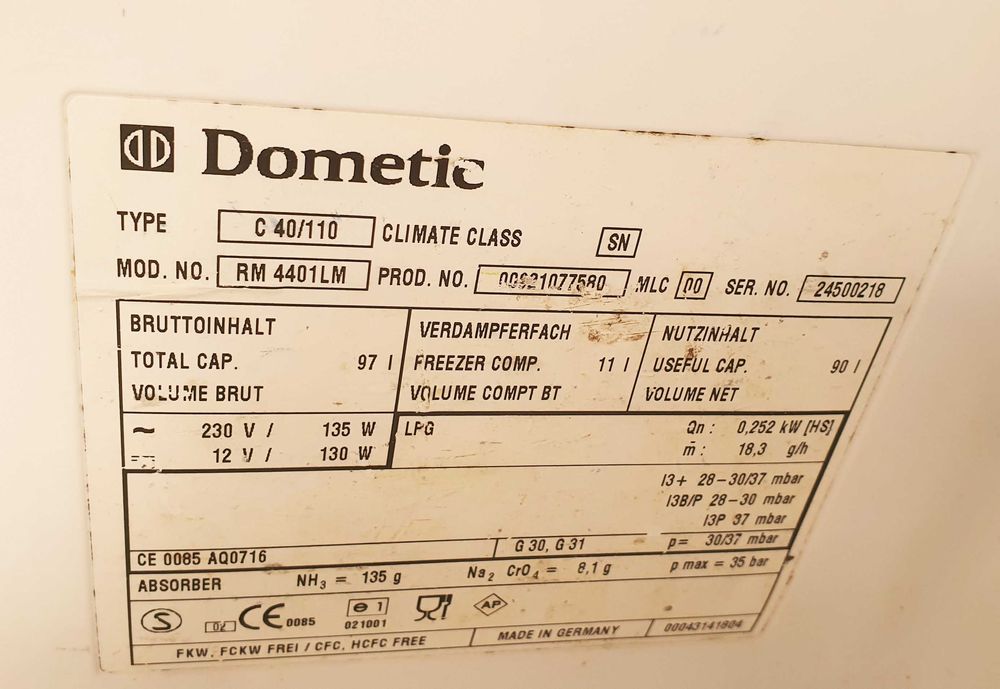 Dometic
TYPE C 40/110 CLIMATE CLASS SN
MOD. NO. RM 4401LM PROD. NO. MLC 00 SER. NO. 24500218
BRUTTOINHALT VERDAMPFERFACH NUTZINHALT
TOTAL CAP. 97 l FREEZER COMP. 11 l USEFUL CAP. 90 l
VOLUME BRUT VOLUME COMPT BT VOLUME NET
~ 230 V / 135 W LPG Qn : 0,252 kW [HS]
⎓ 12 V / 130 W m̄ : 18,3 g/h
I3+ 28-30/37 mbar
I3B/P 28-30 mbar
I3P 37 mbar
CE 0085 AQ0716 G 30, G 31 p= 30/37 mbar
ABSORBER NH₃ = 135 g Na₂ CrO₄ = 8,1 g p max = 35 bar
S 02 CE 0085 e 1 021001 AP
FKW, FCKW FREI / CFC, HCFC FREE MADE IN GERMANY 00043141804